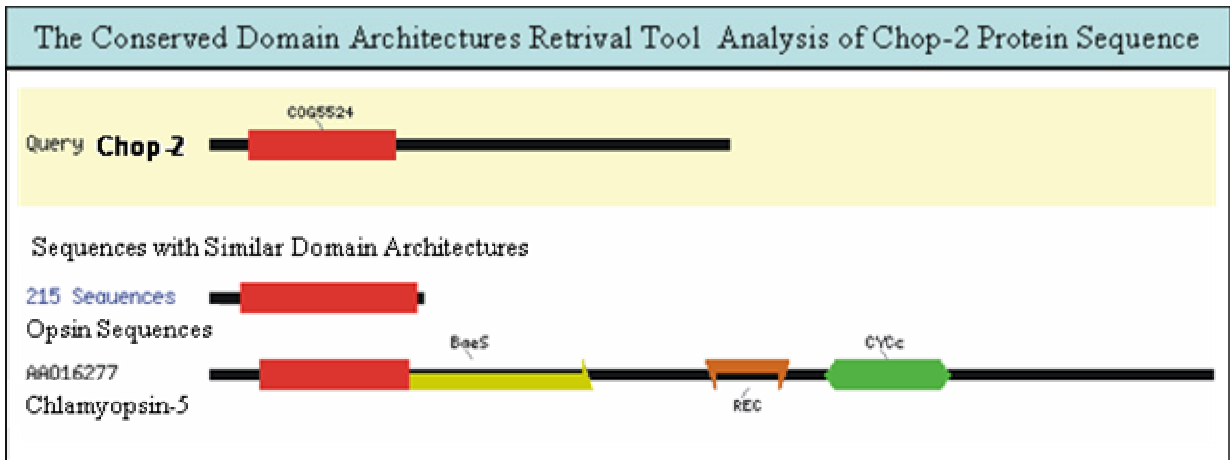 The Conserved Domain Architectures Retrival Tool Analysis of Chop-2 Protein Sequence
COG5524
Query Chop-2
Sequences with Similar Domain Architectures
215 Sequences
Opsin Sequences
BaeS
CYCc
AAO16277
REC
Chlamyopsin-5